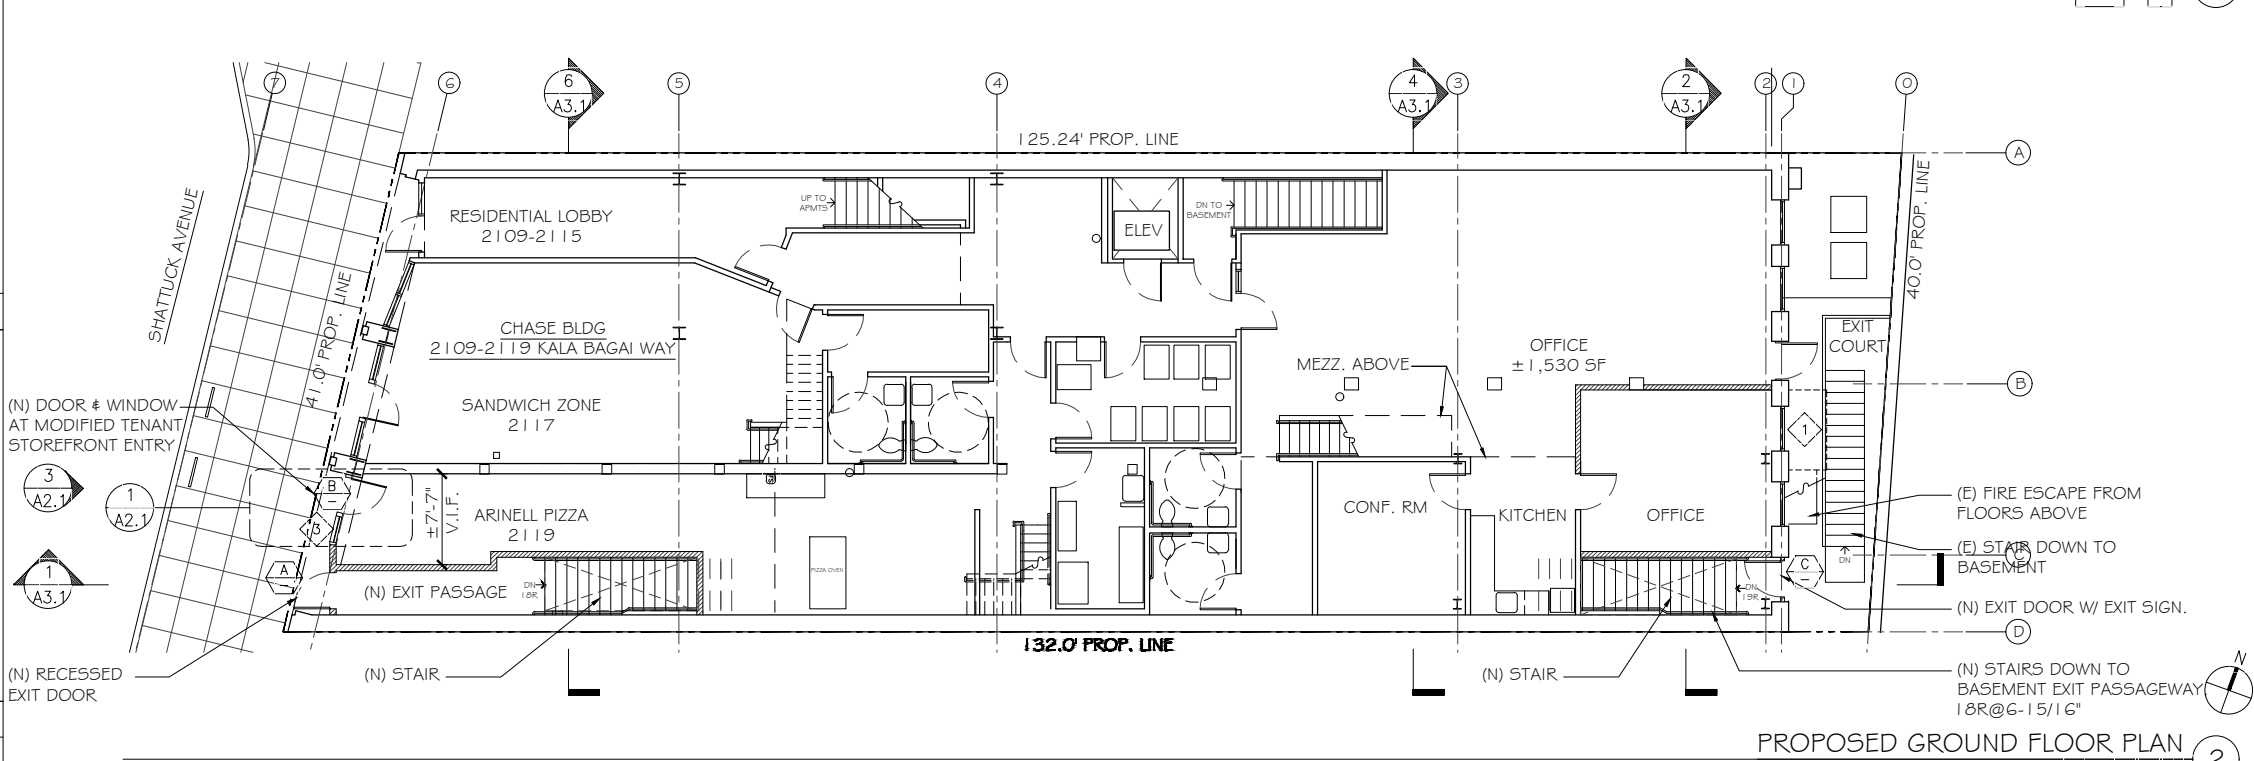 7
6
6
A3.1
5
4
4
A3.1
3
2
A3.1
2
1
0
125.24' PROP. LINE
A
SHATTUCK AVENUE
41.0' PROP. LINE
RESIDENTIAL LOBBY
2109-2115
UP TO
APMTS
ELEV
DN TO
BASEMENT
40.0' PROP. LINE
CHASE BLDG
2109-2119 KALA BAGAI WAY
SANDWICH ZONE
2117
MEZZ. ABOVE
OFFICE
±1,530 SF
EXIT
COURT
B
1
(N) DOOR & WINDOW
AT MODIFIED TENANT
STOREFRONT ENTRY
3
A2.1
1
A2.1
B
3
±7'-7"
V.I.F.
ARINELL PIZZA
2119
PIZZA OVEN
CONF. RM
KITCHEN
OFFICE
(E) FIRE ESCAPE FROM
FLOORS ABOVE
(E) STAIR DOWN TO
BASEMENT
C
DN
1
A3.1
A
(N) EXIT PASSAGE
DN
18R
C
DN
19R
(N) EXIT DOOR W/ EXIT SIGN.
D
132.0' PROP. LINE
(N) RECESSED
EXIT DOOR
(N) STAIR
(N) STAIR
(N) STAIRS DOWN TO
BASEMENT EXIT PASSAGEWAY.
18R@6-15/16"
N
PROPOSED GROUND FLOOR PLAN
2